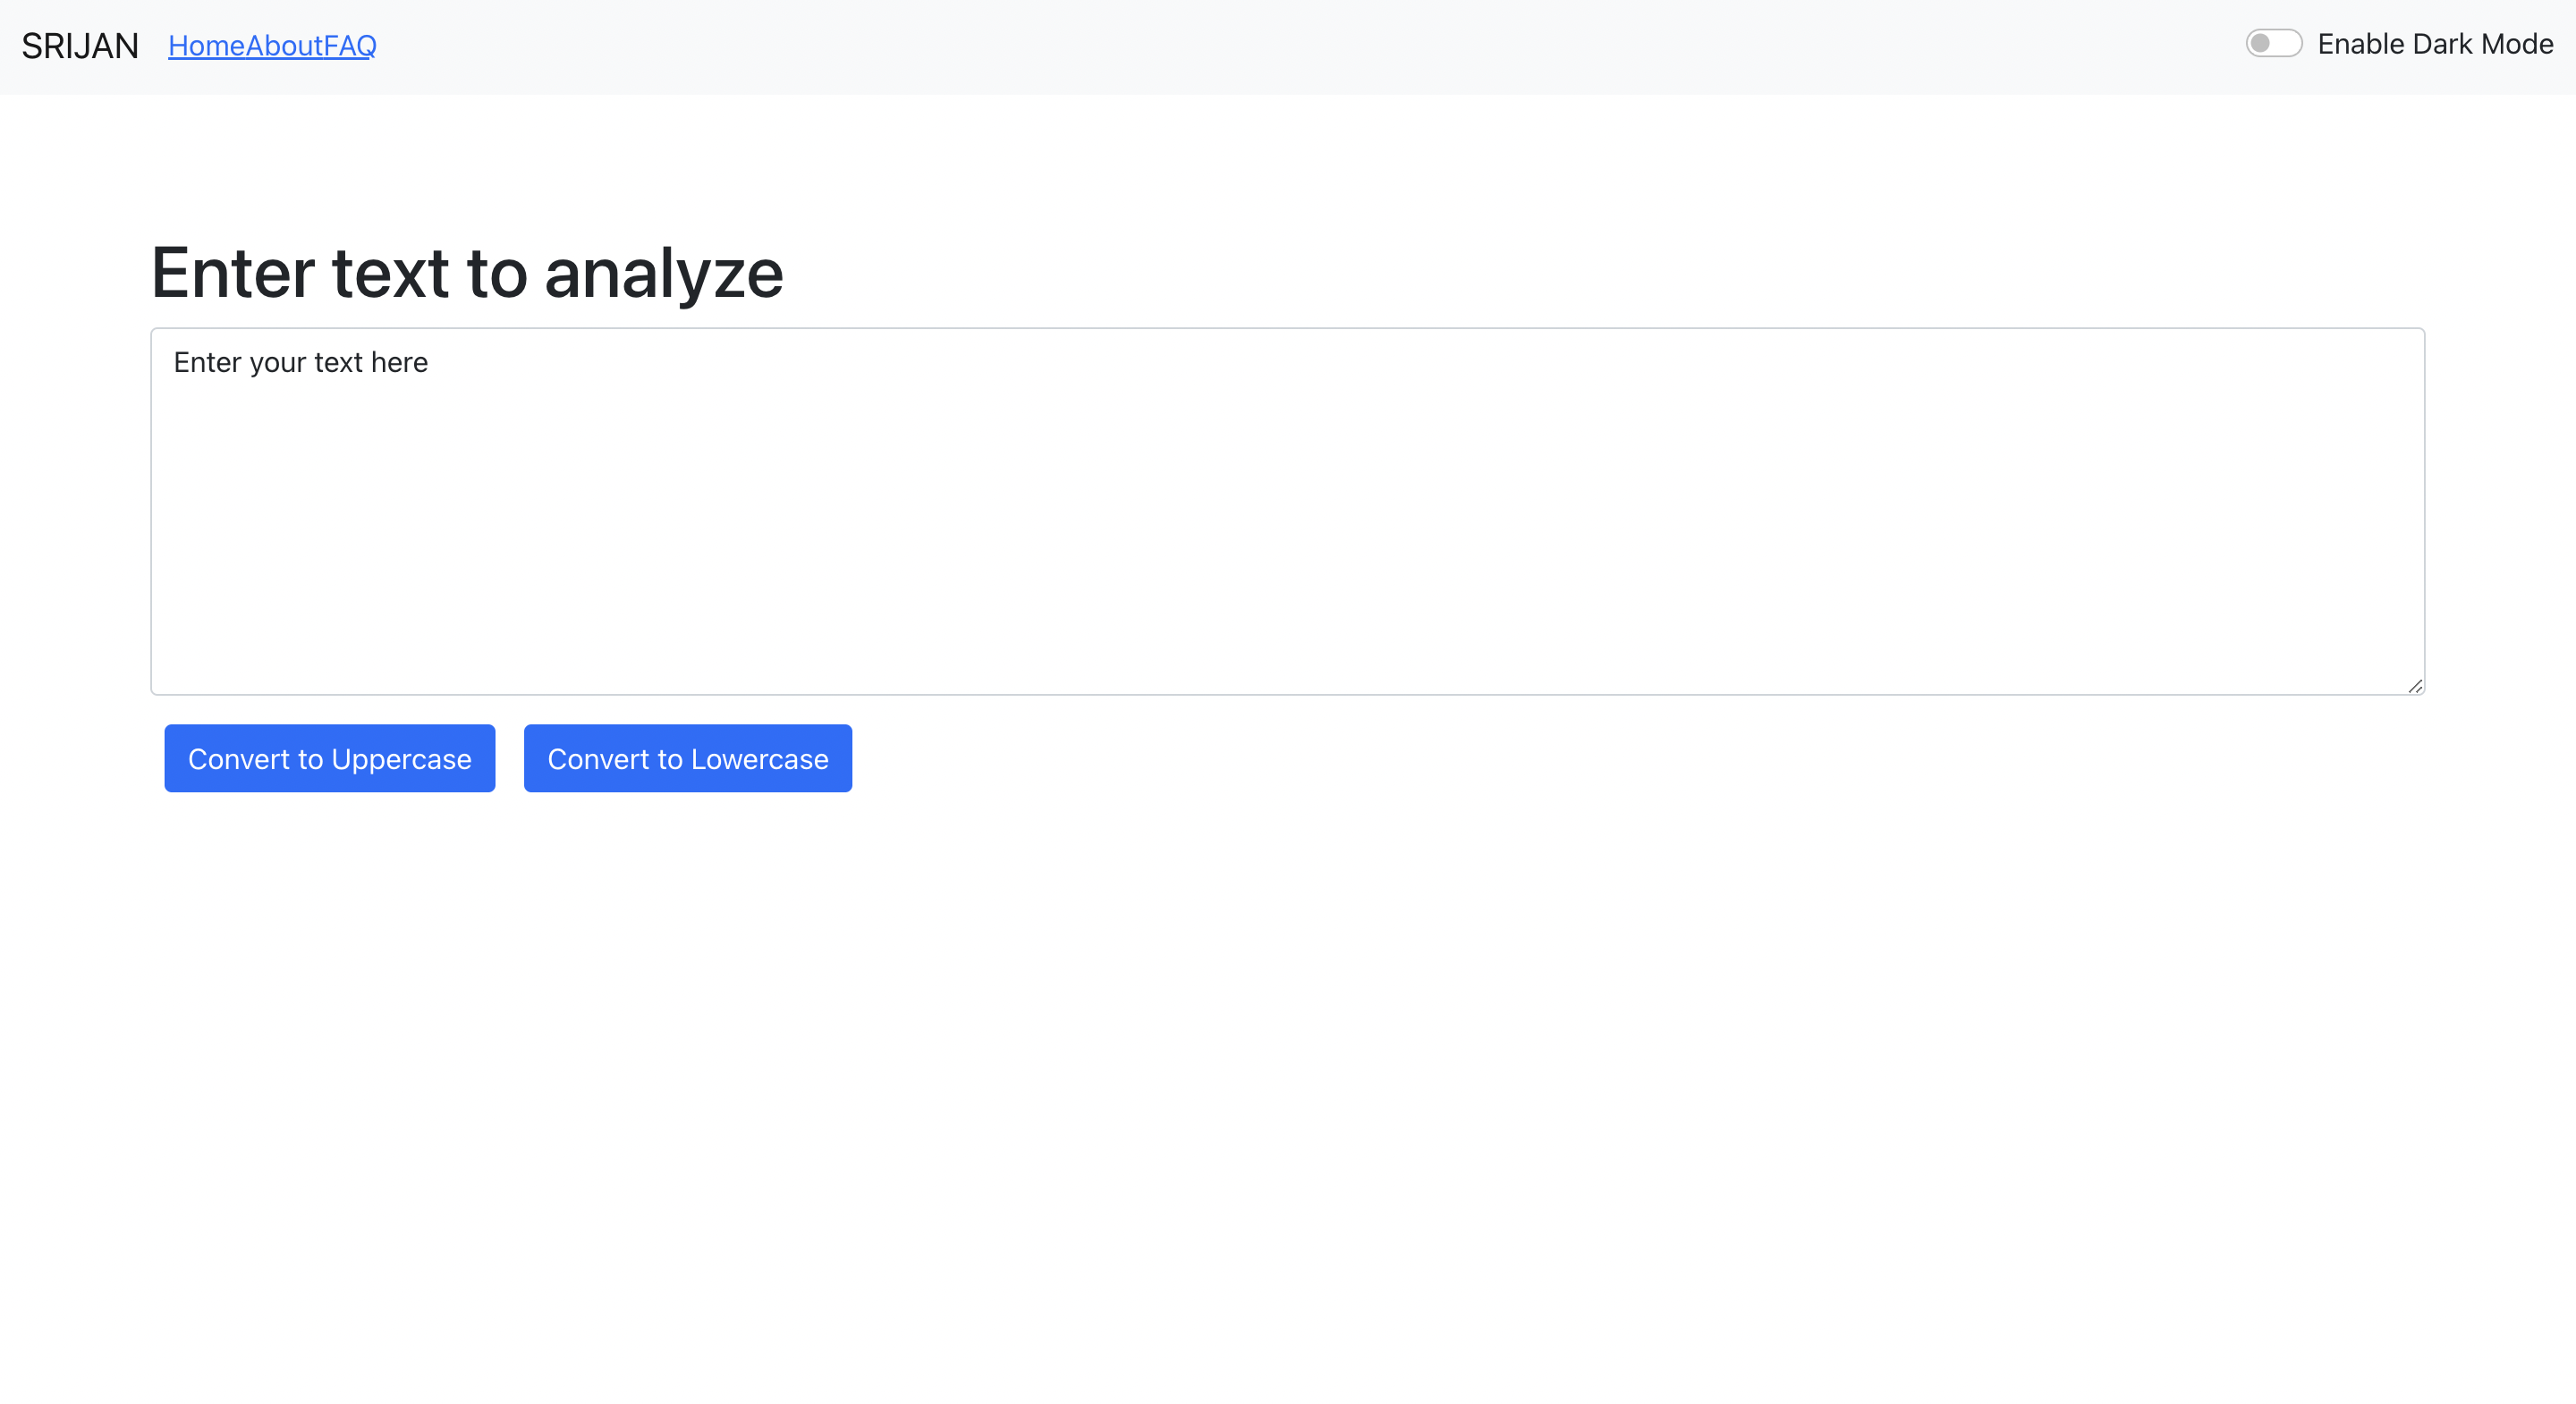 SRIJAN HomeAboutFAQ Enable Dark Mode
Enter text to analyze
Enter your text here
Convert to Uppercase Convert to Lowercase